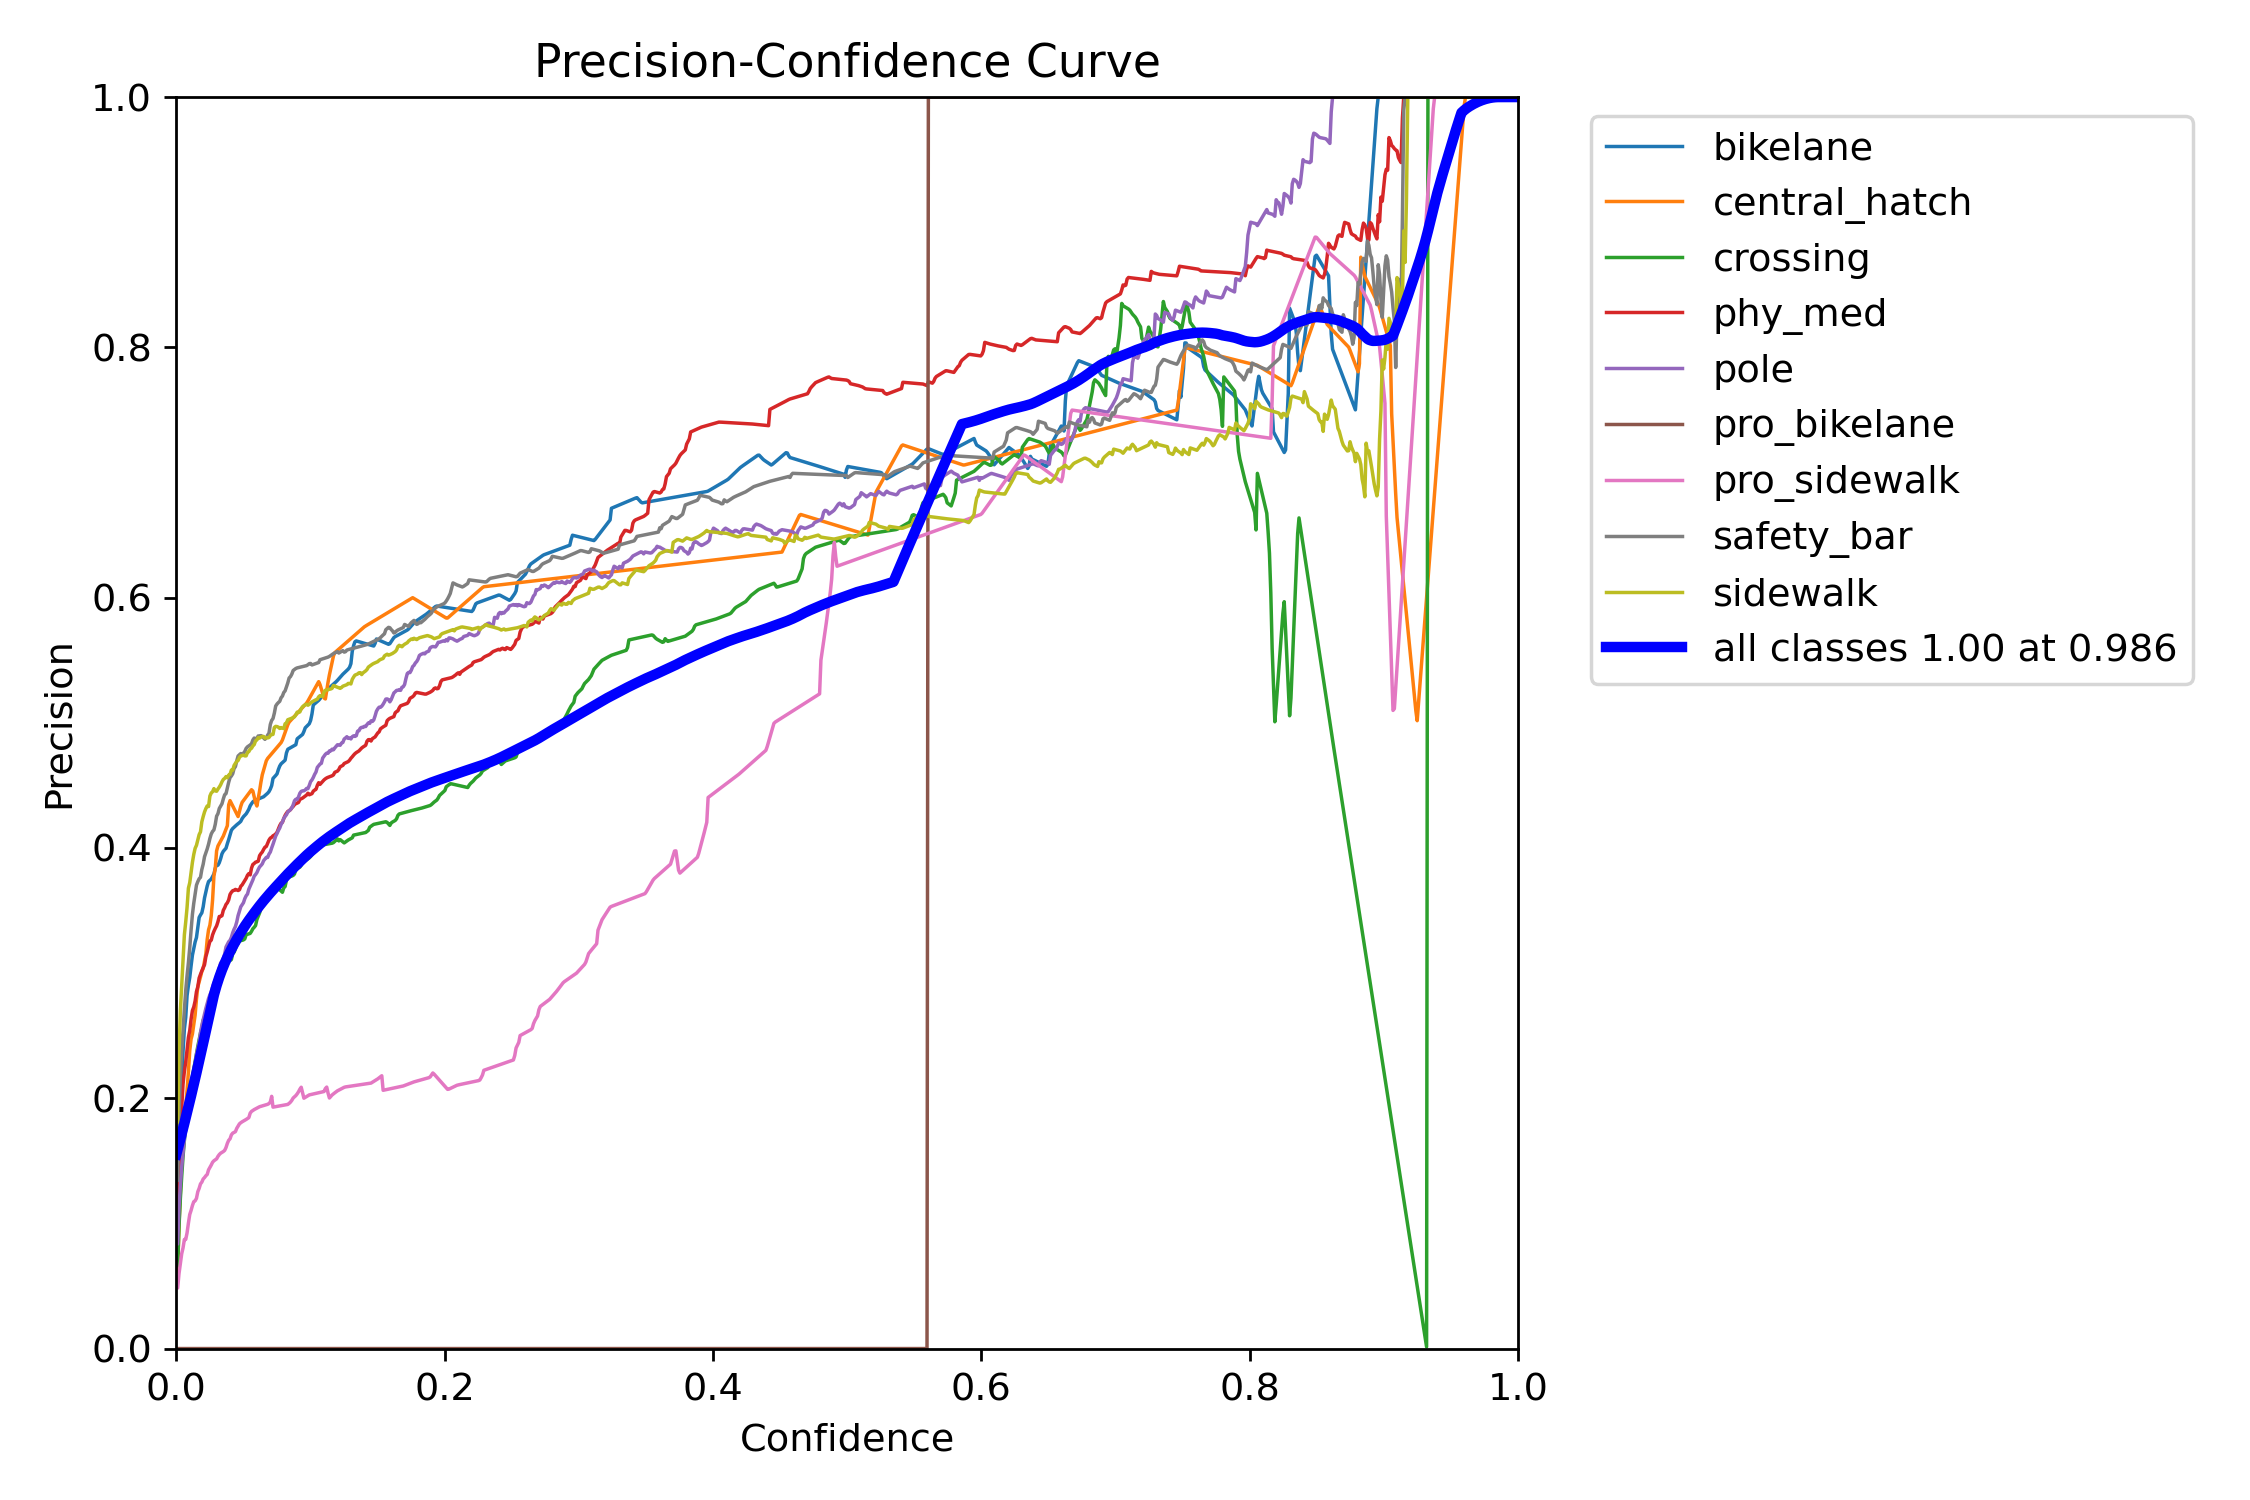 Precision-Confidence Curve
1.0
0.8
0.6
0.4
0.2
0.0
Precision
0.0 0.2 0.4 0.6 0.8 1.0
Confidence
bikelane
central_hatch
crossing
phy_med
pole
pro_bikelane
pro_sidewalk
safety_bar
sidewalk
all classes 1.00 at 0.986